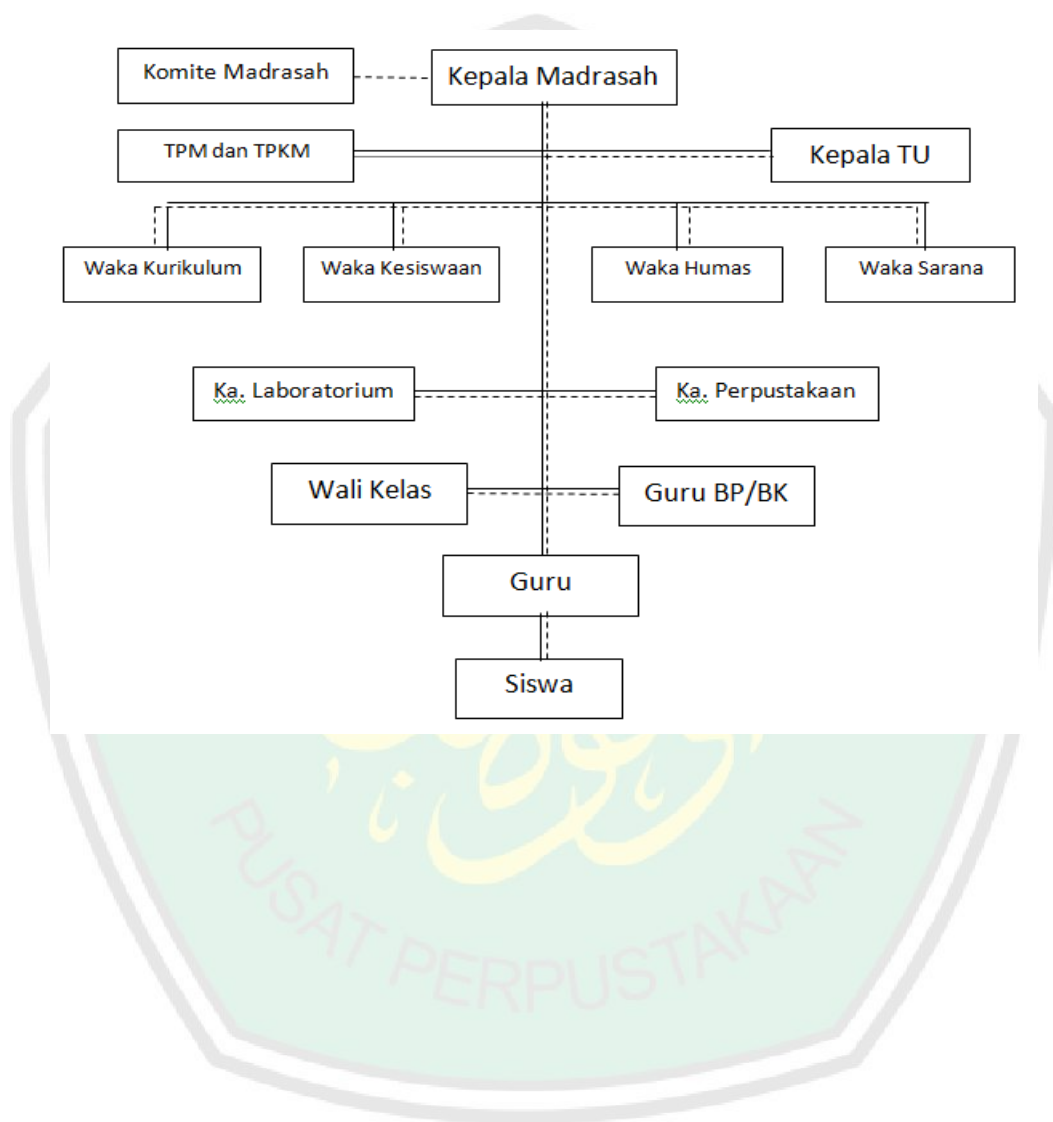 Komite Madrasah
Kepala Madrasah
TPM dan TPKM
Kepala TU
Waka Kurikulum
Waka Kesiswaan
Waka Humas
Waka Sarana
Ka. Laboratorium
Ka. Perpustakaan
Wali Kelas
Guru BP/BK
Guru
Siswa
PUSAT PERPUSTAKAAN